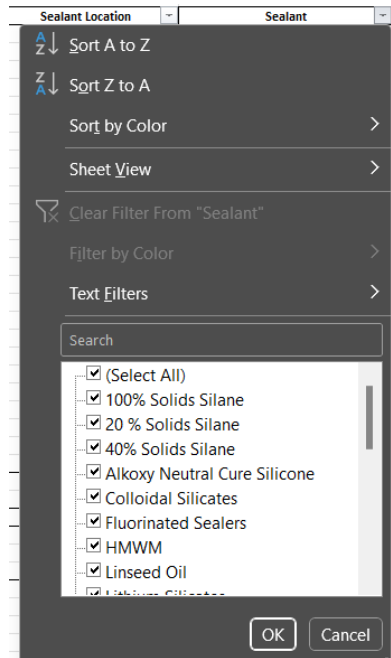 Sealant Location Sealant
Sort A to Z
Sort Z to A
Sort by Color
Sheet View
Clear Filter From "Sealant"
Filter by Color
Text Filters
Search
(Select All)
100% Solids Silane
20 % Solids Silane
40% Solids Silane
Alkoxy Neutral Cure Silicone
Colloidal Silicates
Fluorinated Sealers
HMWM
Linseed Oil
Lithium Silicates
OK Cancel